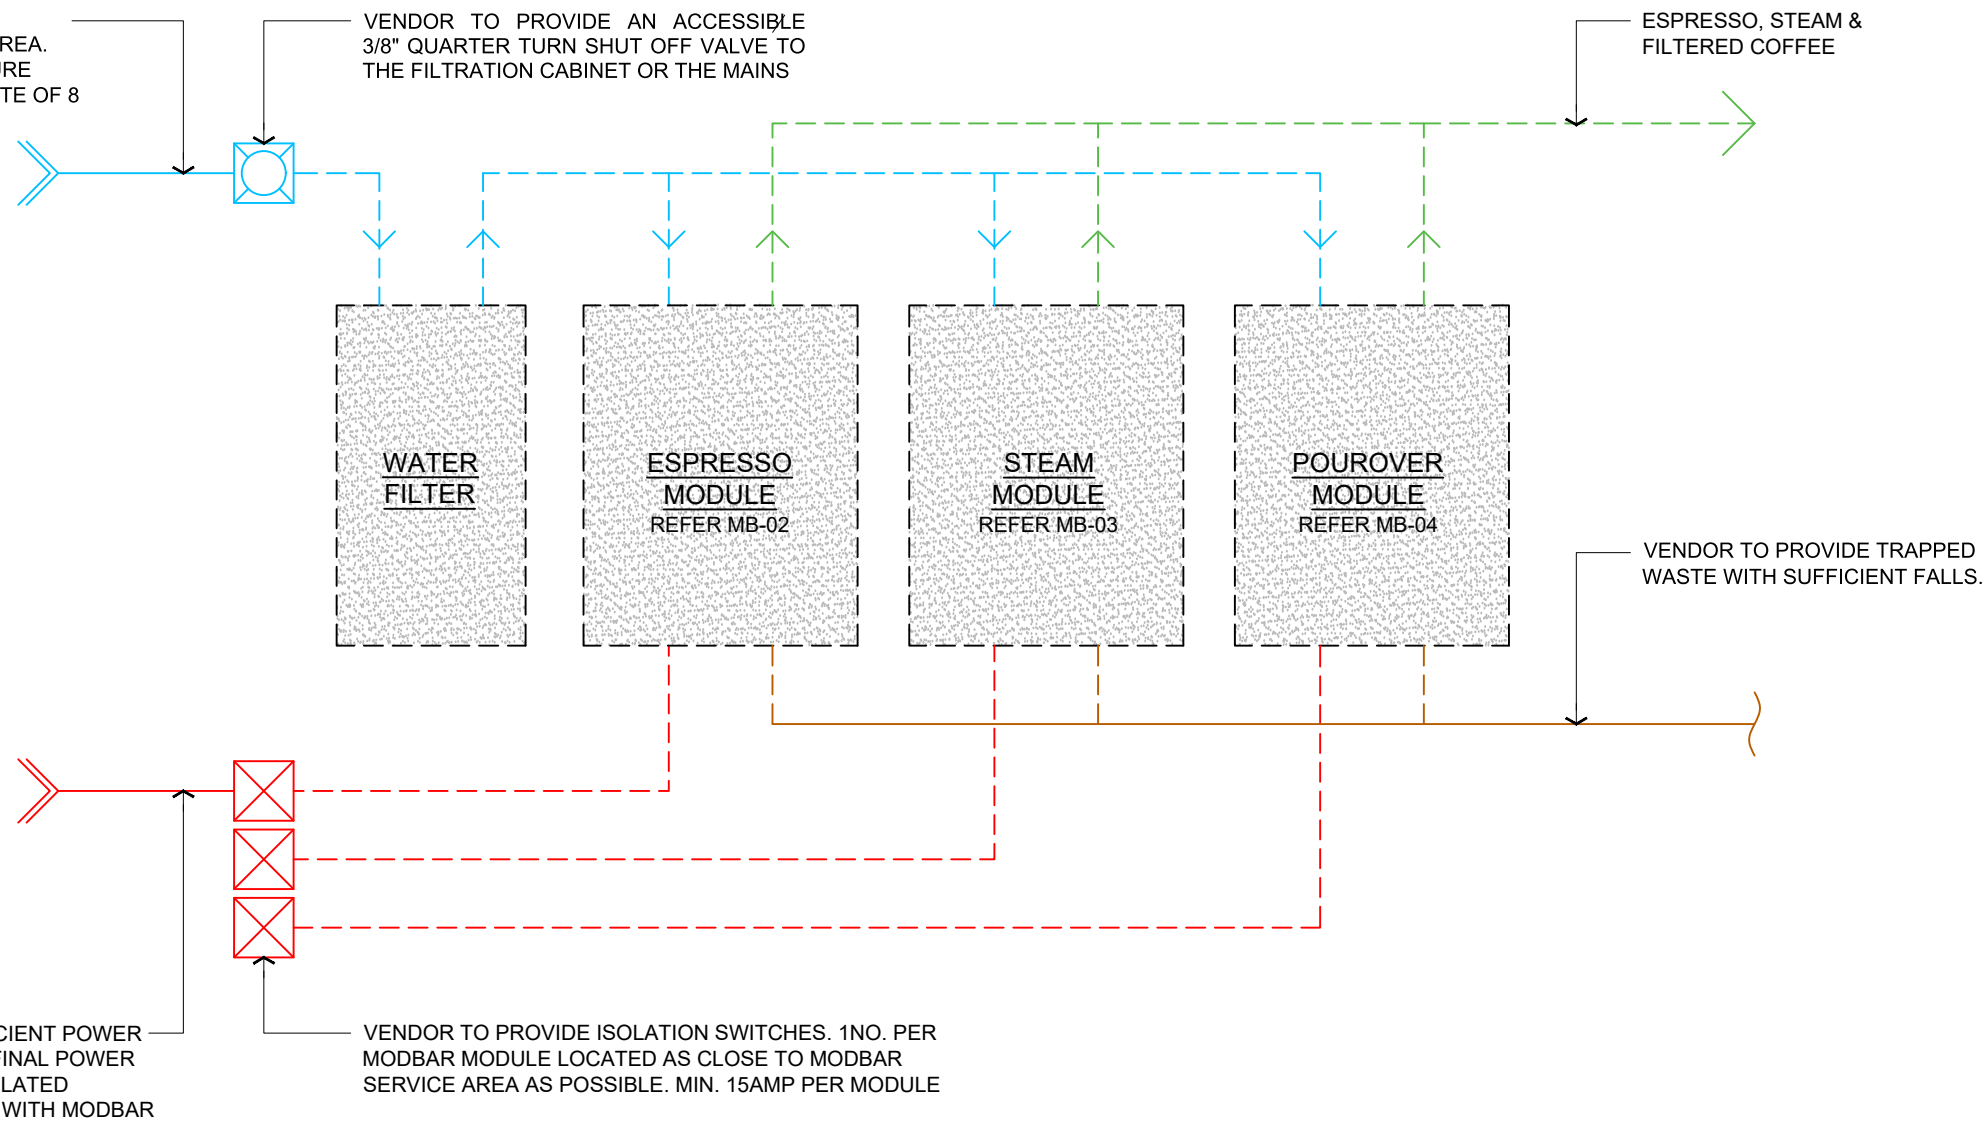 REA.
URE
TE OF 8
VENDOR TO PROVIDE AN ACCESSIBLE
3/8" QUARTER TURN SHUT OFF VALVE TO
THE FILTRATION CABINET OR THE MAINS
ESPRESSO, STEAM &
FILTERED COFFEE
WATER
FILTER
ESPRESSO
MODULE
REFER MB-02
STEAM
MODULE
REFER MB-03
POUROVER
MODULE
REFER MB-04
VENDOR TO PROVIDE TRAPPED
WASTE WITH SUFFICIENT FALLS.
CIENT POWER
FINAL POWER
LATED
WITH MODBAR
VENDOR TO PROVIDE ISOLATION SWITCHES. 1NO. PER
MODBAR MODULE LOCATED AS CLOSE TO MODBAR
SERVICE AREA AS POSSIBLE. MIN. 15AMP PER MODULE